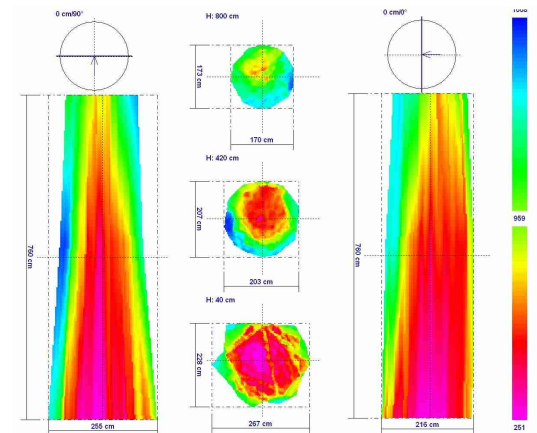 0 cm/90°
H: 800 cm
0 cm/0°
173 cm
170 cm
H: 420 cm
207 cm
203 cm
760 cm
760 cm
959
H: 40 cm
228 cm
267 cm
255 cm
216 cm
251